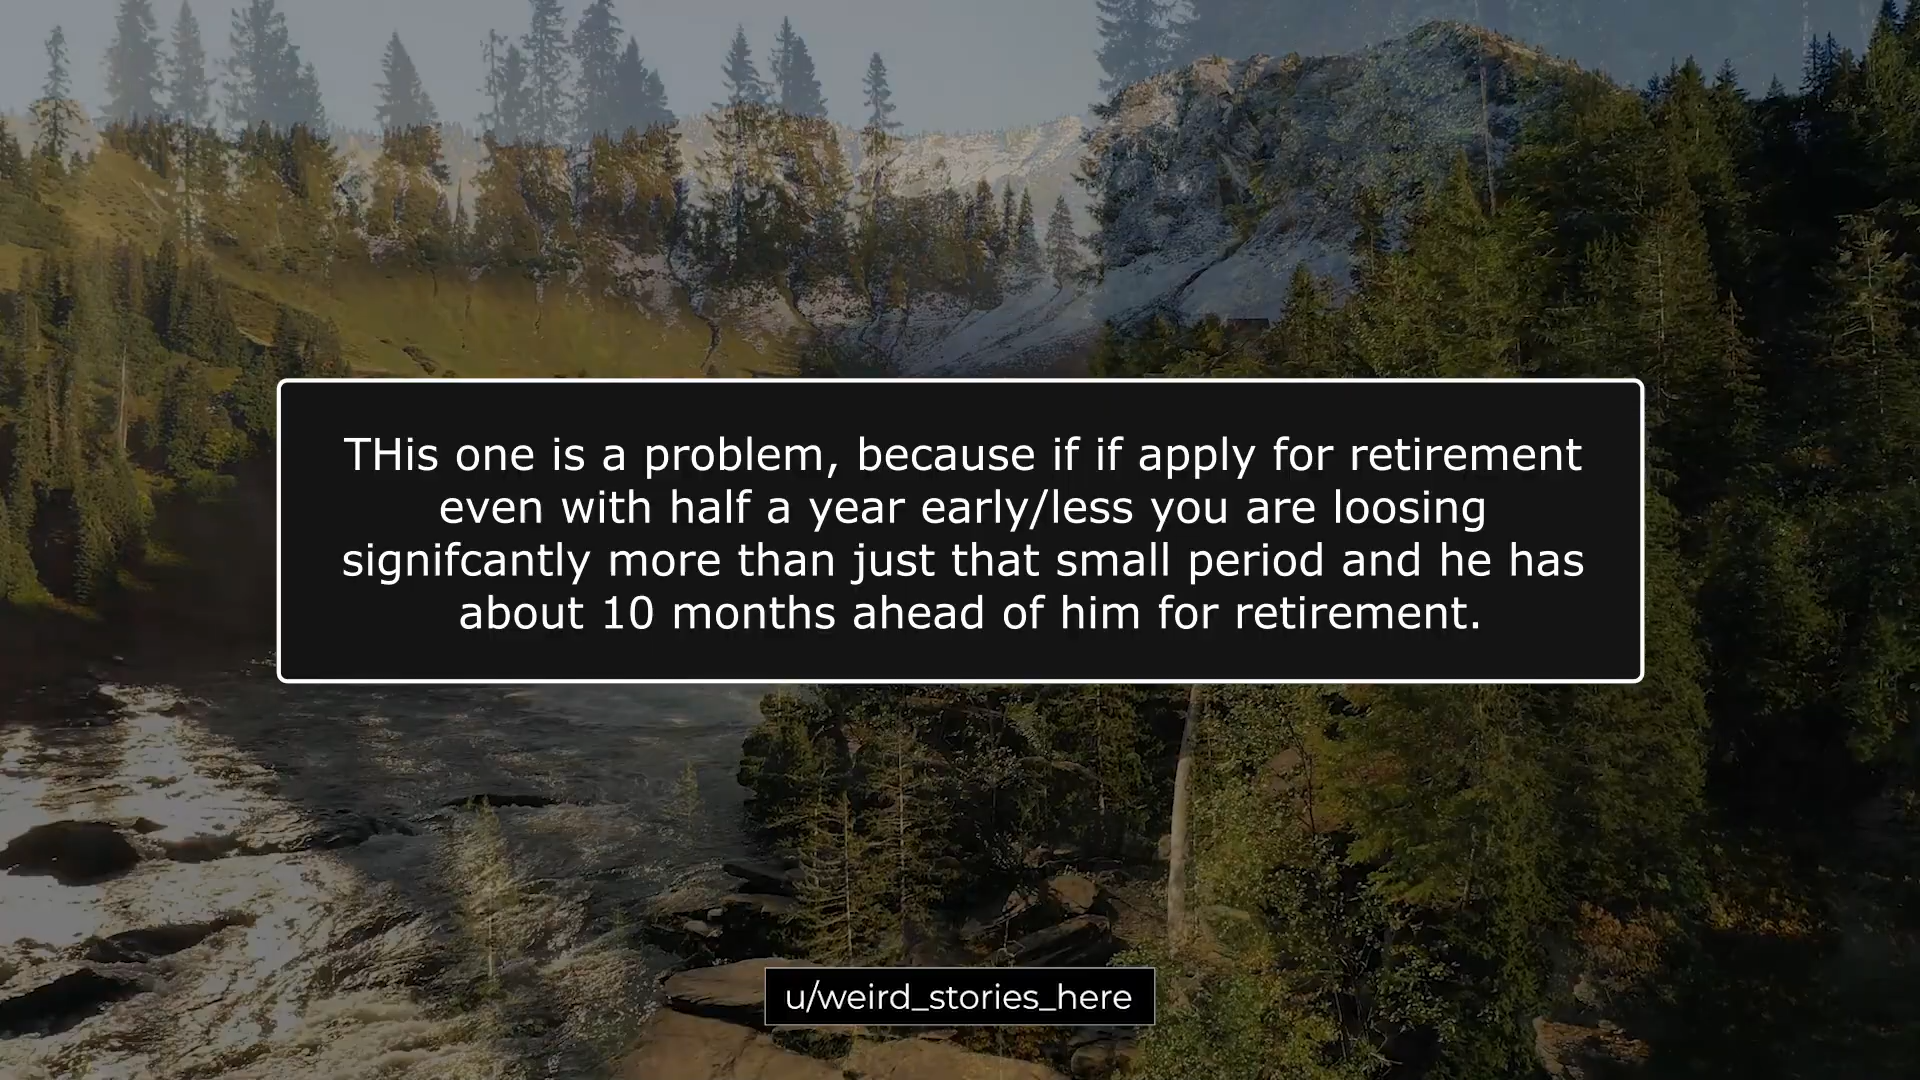 THis one is a problem, because if if apply for retirement
even with half a year early/less you are loosing
signifcantly more than just that small period and he has
about 10 months ahead of him for retirement.
u/weird_stories_here